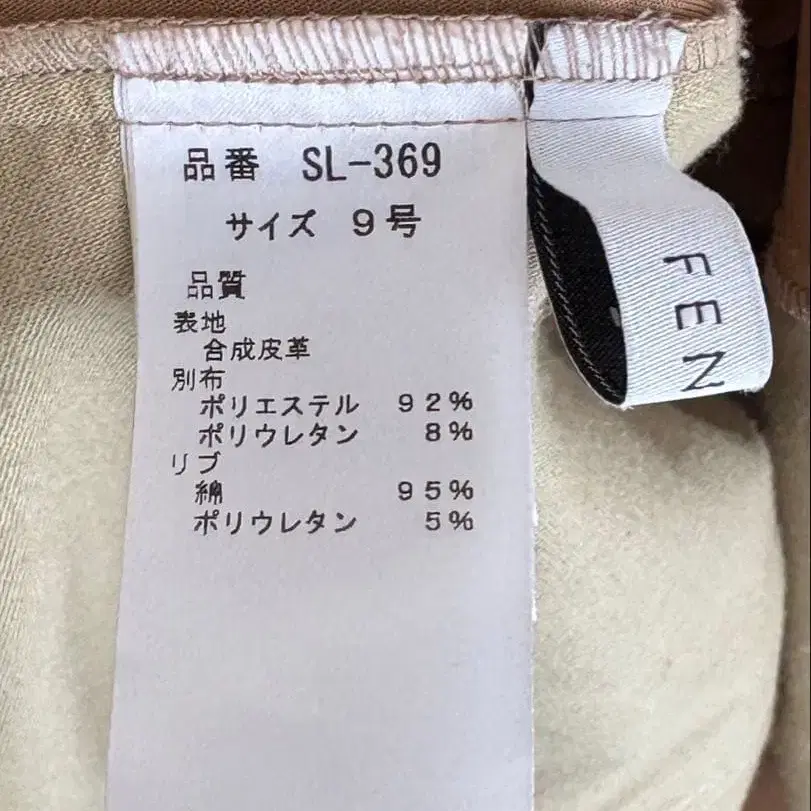 品番 SL-369
サイズ 9号
品質
表地
合成皮革
別布
ポリエステル 92%
ポリウレタン 8%
リブ
綿 95%
ポリウレタン 5%
FEN